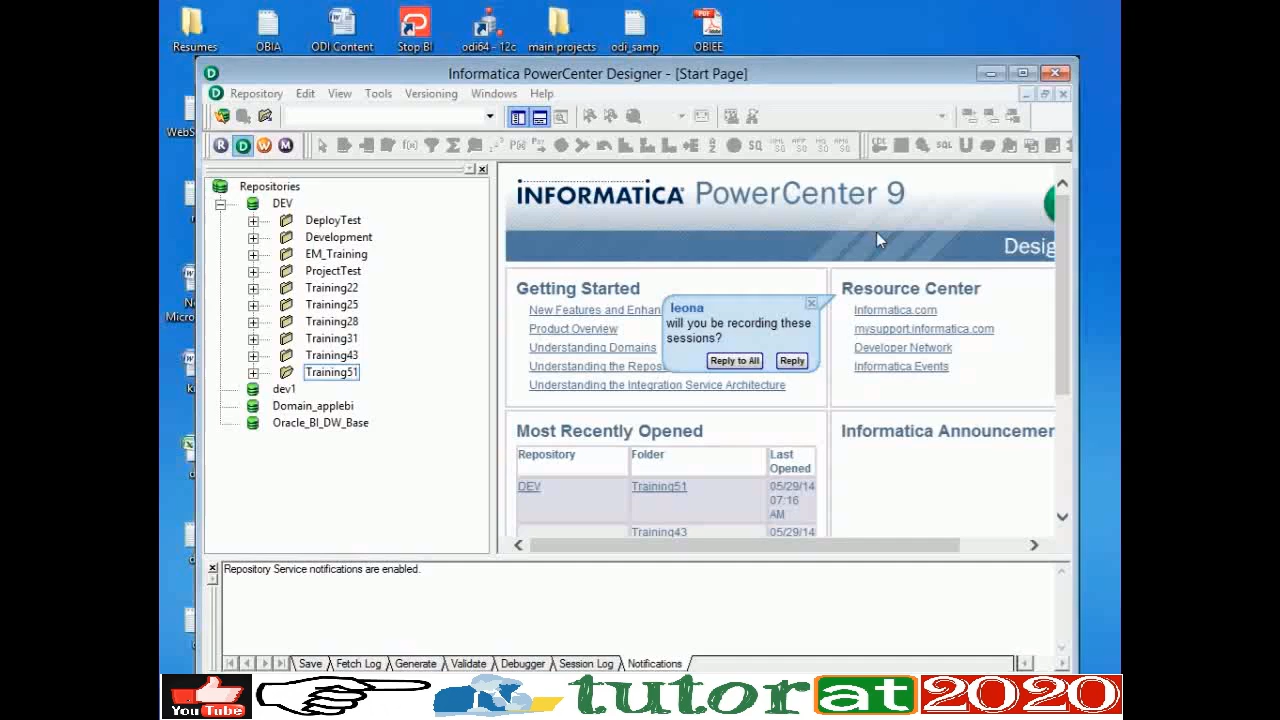 Resumes
OBIA
ODI Content
Stop BI
odi64 - 12c
main projects
odi_samp
OBIEE
Informatica PowerCenter Designer - [Start Page]
Repository Edit View Tools Versioning Windows Help
WebS
Micro
Repositories
DEV
DeployTest
Development
EM_Training
ProjectTest
Training22
Training25
Training28
Training31
Training43
Training51
dev1
Domain_applebi
Oracle_BI_DW_Base
INFORMATICA PowerCenter 9
Desig
Getting Started
New Features and Enhan
Product Overview
Understanding Domains
Understanding the Repos
Understanding the Integration Service Architecture
leona
will you be recording these
sessions?
Reply to All Reply
Resource Center
Informatica.com
mysupport.informatica.com
Developer Network
Informatica Events
Most Recently Opened
Repository Folder Last
Opened
DEV Training51 05/29/14
07:16
AM
Training43 05/29/14
Informatica Announcemen
Repository Service notifications are enabled.
Save Fetch Log Generate Validate Debugger Session Log Notifications
You Tube
tutorat2020